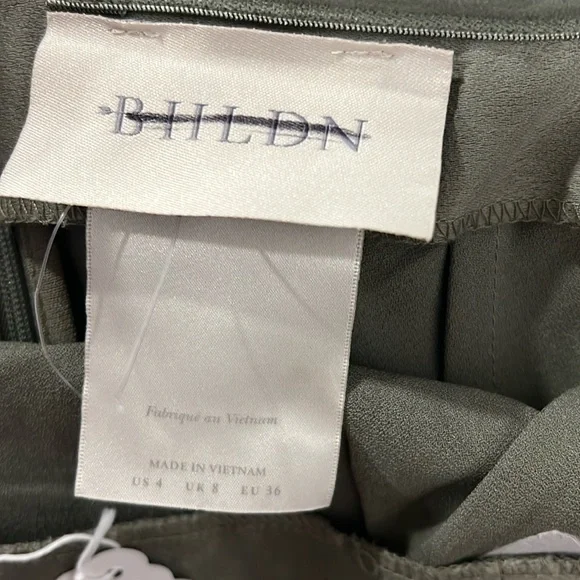 BHLDN
Fabriqué au Vietnam
MADE IN VIETNAM
US 4 UK 8 EU 36